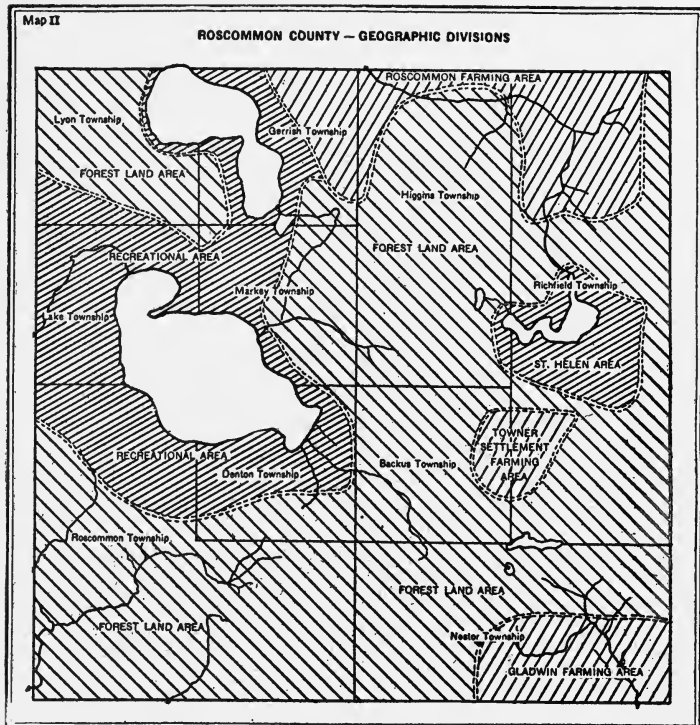 Map II
ROSCOMMON COUNTY — GEOGRAPHIC DIVISIONS
ROSCOMMON FARMING AREA
Lyon Township
Gerrish Township
FOREST LAND AREA
Higgins Township
FOREST LAND AREA
RECREATIONAL AREA
Markey Township
Richfield Township
Lake Township
ST. HELEN AREA
TOWNER
SETTLEMENT
FARMING
AREA
RECREATIONAL AREA
Denton Township
Backus Township
Roscommon Township
FOREST LAND AREA
FOREST LAND AREA
Nester Township
GLADWIN FARMING AREA